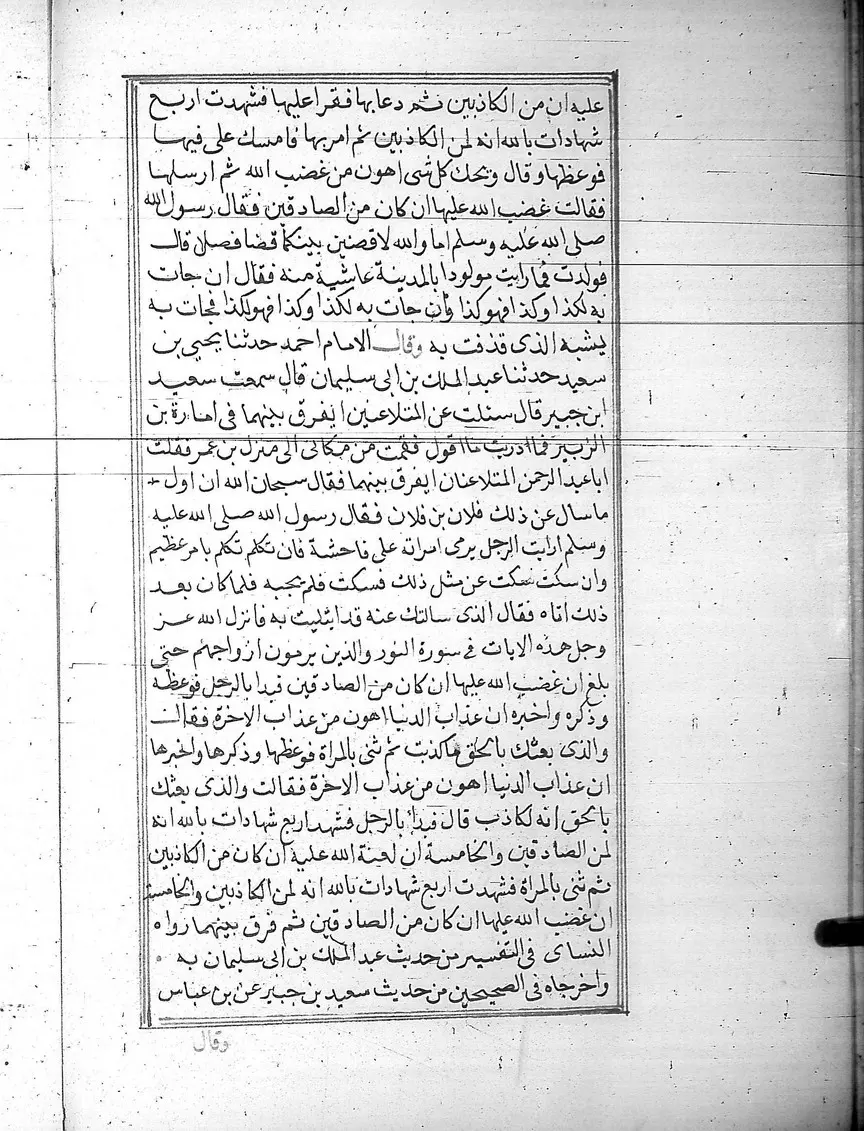 عليه ان من الكاذبين ثم دعا بها فقرا عليها فشهدت اربع
شهادات بالله انه لمن الكاذبين ثم امر بها فامسك على فيها
فوعظها وقال ويحك كل شى اهون من غضب الله ثم ارسلها
فقالت غضب الله عليها ان كان من الصادقين فقال رسول الله
صلى الله عليه وسلم اما والله لاقضين بينكما قضا فصلا قال
فولدت فما رايت مولودا بالمدينة غاشية منه فقال ان جات
به لكذا وكذا فهو كذا وان جات به لكذا وكذا فهو لكذا فجات به
يشبه الذى قذفت به وقال الامام احمد حدثنا يحيى بن
سعيد حدثنا عبد الملك بن ابى سليمان قال سمعت سعيد
ابن جبير قال سئلت عن المتلاعنين ايفرق بينهما فى امارة بن
الزبير فما ادريت ما اقول فقمت من مكانى الى منزل بن عمر فقلت
ابا عبد الرحمن المتلاعنان ايفرق بينهما فقال سبحان الله ان اول
ما سال عن ذلك فلان بن فلان فقال رسول الله صلى الله عليه
وسلم ارايت الرجل يرمى امراته على فاحشة فان تكلم تكلم بامر عظيم
وان سكت سكت عن مثل ذلك فسكت فلم يجبه فلما كان بعد
ذلك اتاه فقال الذى سالتك عنه قد ابتليت به فانزل الله عز
وجل هذه الايات فى سورة النور والذين يرمون ازواجهم حتى
بلغ ان غضب الله عليها ان كان من الصادقين فبدا بالرجل فوعظه
وذكره واخبره ان عذاب الدنيا اهون من عذاب الاخرة فقال
والذى بعثك بالحق ما كذبت ثم ثنى بالمراة فوعظها وذكرها واخبرها
ان عذاب الدنيا اهون من عذاب الاخرة فقالت والذى بعثك
بالحق انه لكاذب قال فبدأ بالرجل فشهد اربع شهادات بالله انه
لمن الصادقين والخامسة ان لعنة الله عليه ان كان من الكاذبين
ثم ثنى بالمراة فشهدت اربع شهادات بالله انه لمن الكاذبين والخامسة
ان غضب الله عليها ان كان من الصادقين ثم فرق بينهما رواه
النساى فى التفسير من حديث عبد الملك بن ابى سليمان به
واخرجاه فى الصحيحين من حديث سعيد بن جبير عن بن عباس
وقال